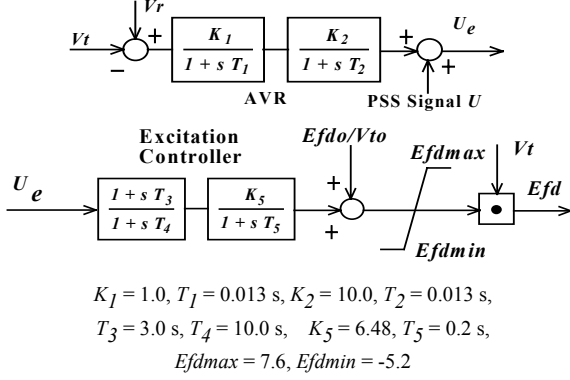 Vr
Vt
+
−
K1
1 + s T1
K2
1 + s T2
+
+
Ue
AVR
PSS Signal U
Excitation
Controller
Efdo/Vto
Efdmax
Vt
Ue
1 + s T3
1 + s T4
K5
1 + s T5
+
+
Efd
Efdmin
K1 = 1.0, T1 = 0.013 s, K2 = 10.0, T2 = 0.013 s,
T3 = 3.0 s, T4 = 10.0 s, K5 = 6.48, T5 = 0.2 s,
Efdmax = 7.6, Efdmin = -5.2